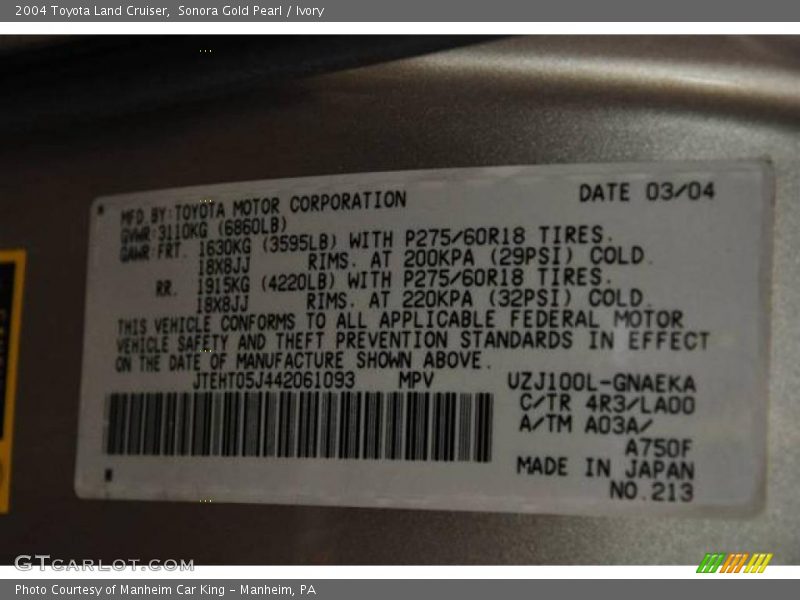 2004 Toyota Land Cruiser, Sonora Gold Pearl / Ivory
MFD BY: TOYOTA MOTOR CORPORATION DATE 03/04
GVWR: 3110KG (6860LB)
GAWR FRT. 1630KG (3595LB) WITH P275/60R18 TIRES.
18X8JJ RIMS. AT 200KPA (29PSI) COLD.
RR. 1915KG (4220LB) WITH P275/60R18 TIRES.
18X8JJ RIMS. AT 220KPA (32PSI) COLD.
THIS VEHICLE CONFORMS TO ALL APPLICABLE FEDERAL MOTOR
VEHICLE SAFETY AND THEFT PREVENTION STANDARDS IN EFFECT
ON THE DATE OF MANUFACTURE SHOWN ABOVE.
JTEHT05J442061093 MPV UZJ100L-GNAEKA
C/TR 4R3/LA00
A/TM A03A/
A750F
MADE IN JAPAN
NO.213
GTCARLOT.COM
Photo Courtesy of Manheim Car King – Manheim, PA